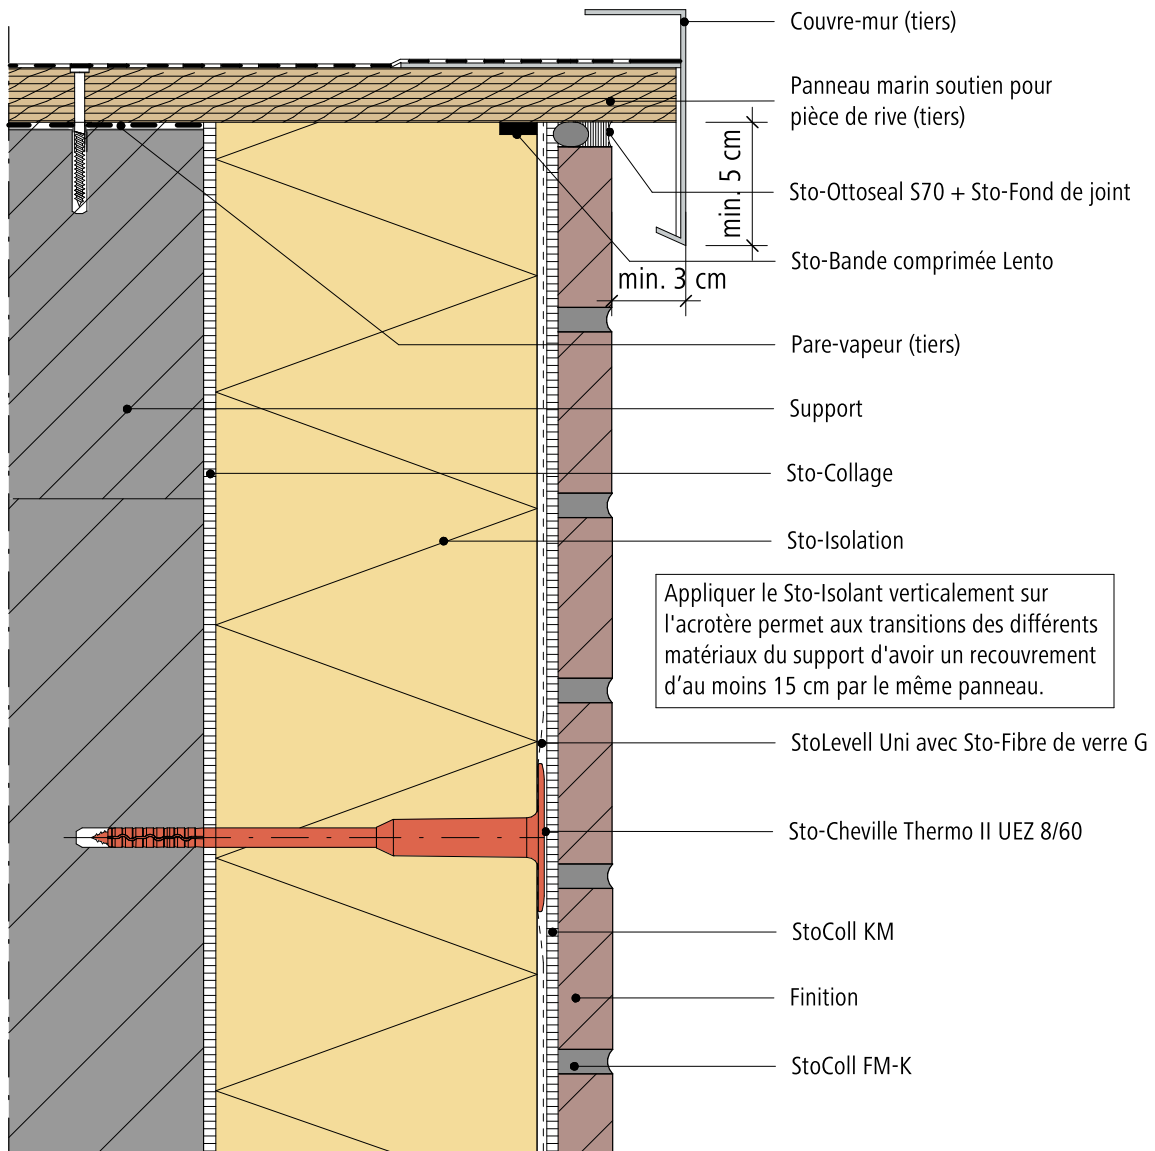 Couvre-mur (tiers)
Panneau marin soutien pour
pièce de rive (tiers)
min. 5 cm
Sto-Ottoseal S70 + Sto-Fond de joint
Sto-Bande comprimée Lento
min. 3 cm
Pare-vapeur (tiers)
Support
Sto-Collage
Sto-Isolation
Appliquer le Sto-Isolant verticalement sur
l'acrotère permet aux transitions des différents
matériaux du support d'avoir un recouvrement
d’au moins 15 cm par le même panneau.
StoLevell Uni avec Sto-Fibre de verre G
Sto-Cheville Thermo II UEZ 8/60
StoColl KM
Finition
StoColl FM-K